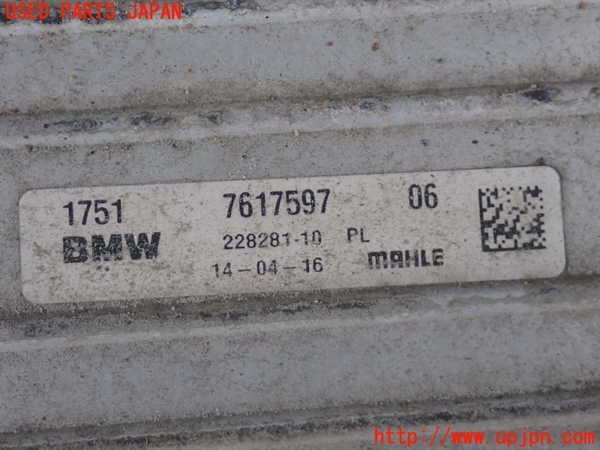 USED PARTS JAPAN
1751 7617597 06
BMW 228281-10 PL
14-04-16 MAHLE
http://www.opjpn.com/